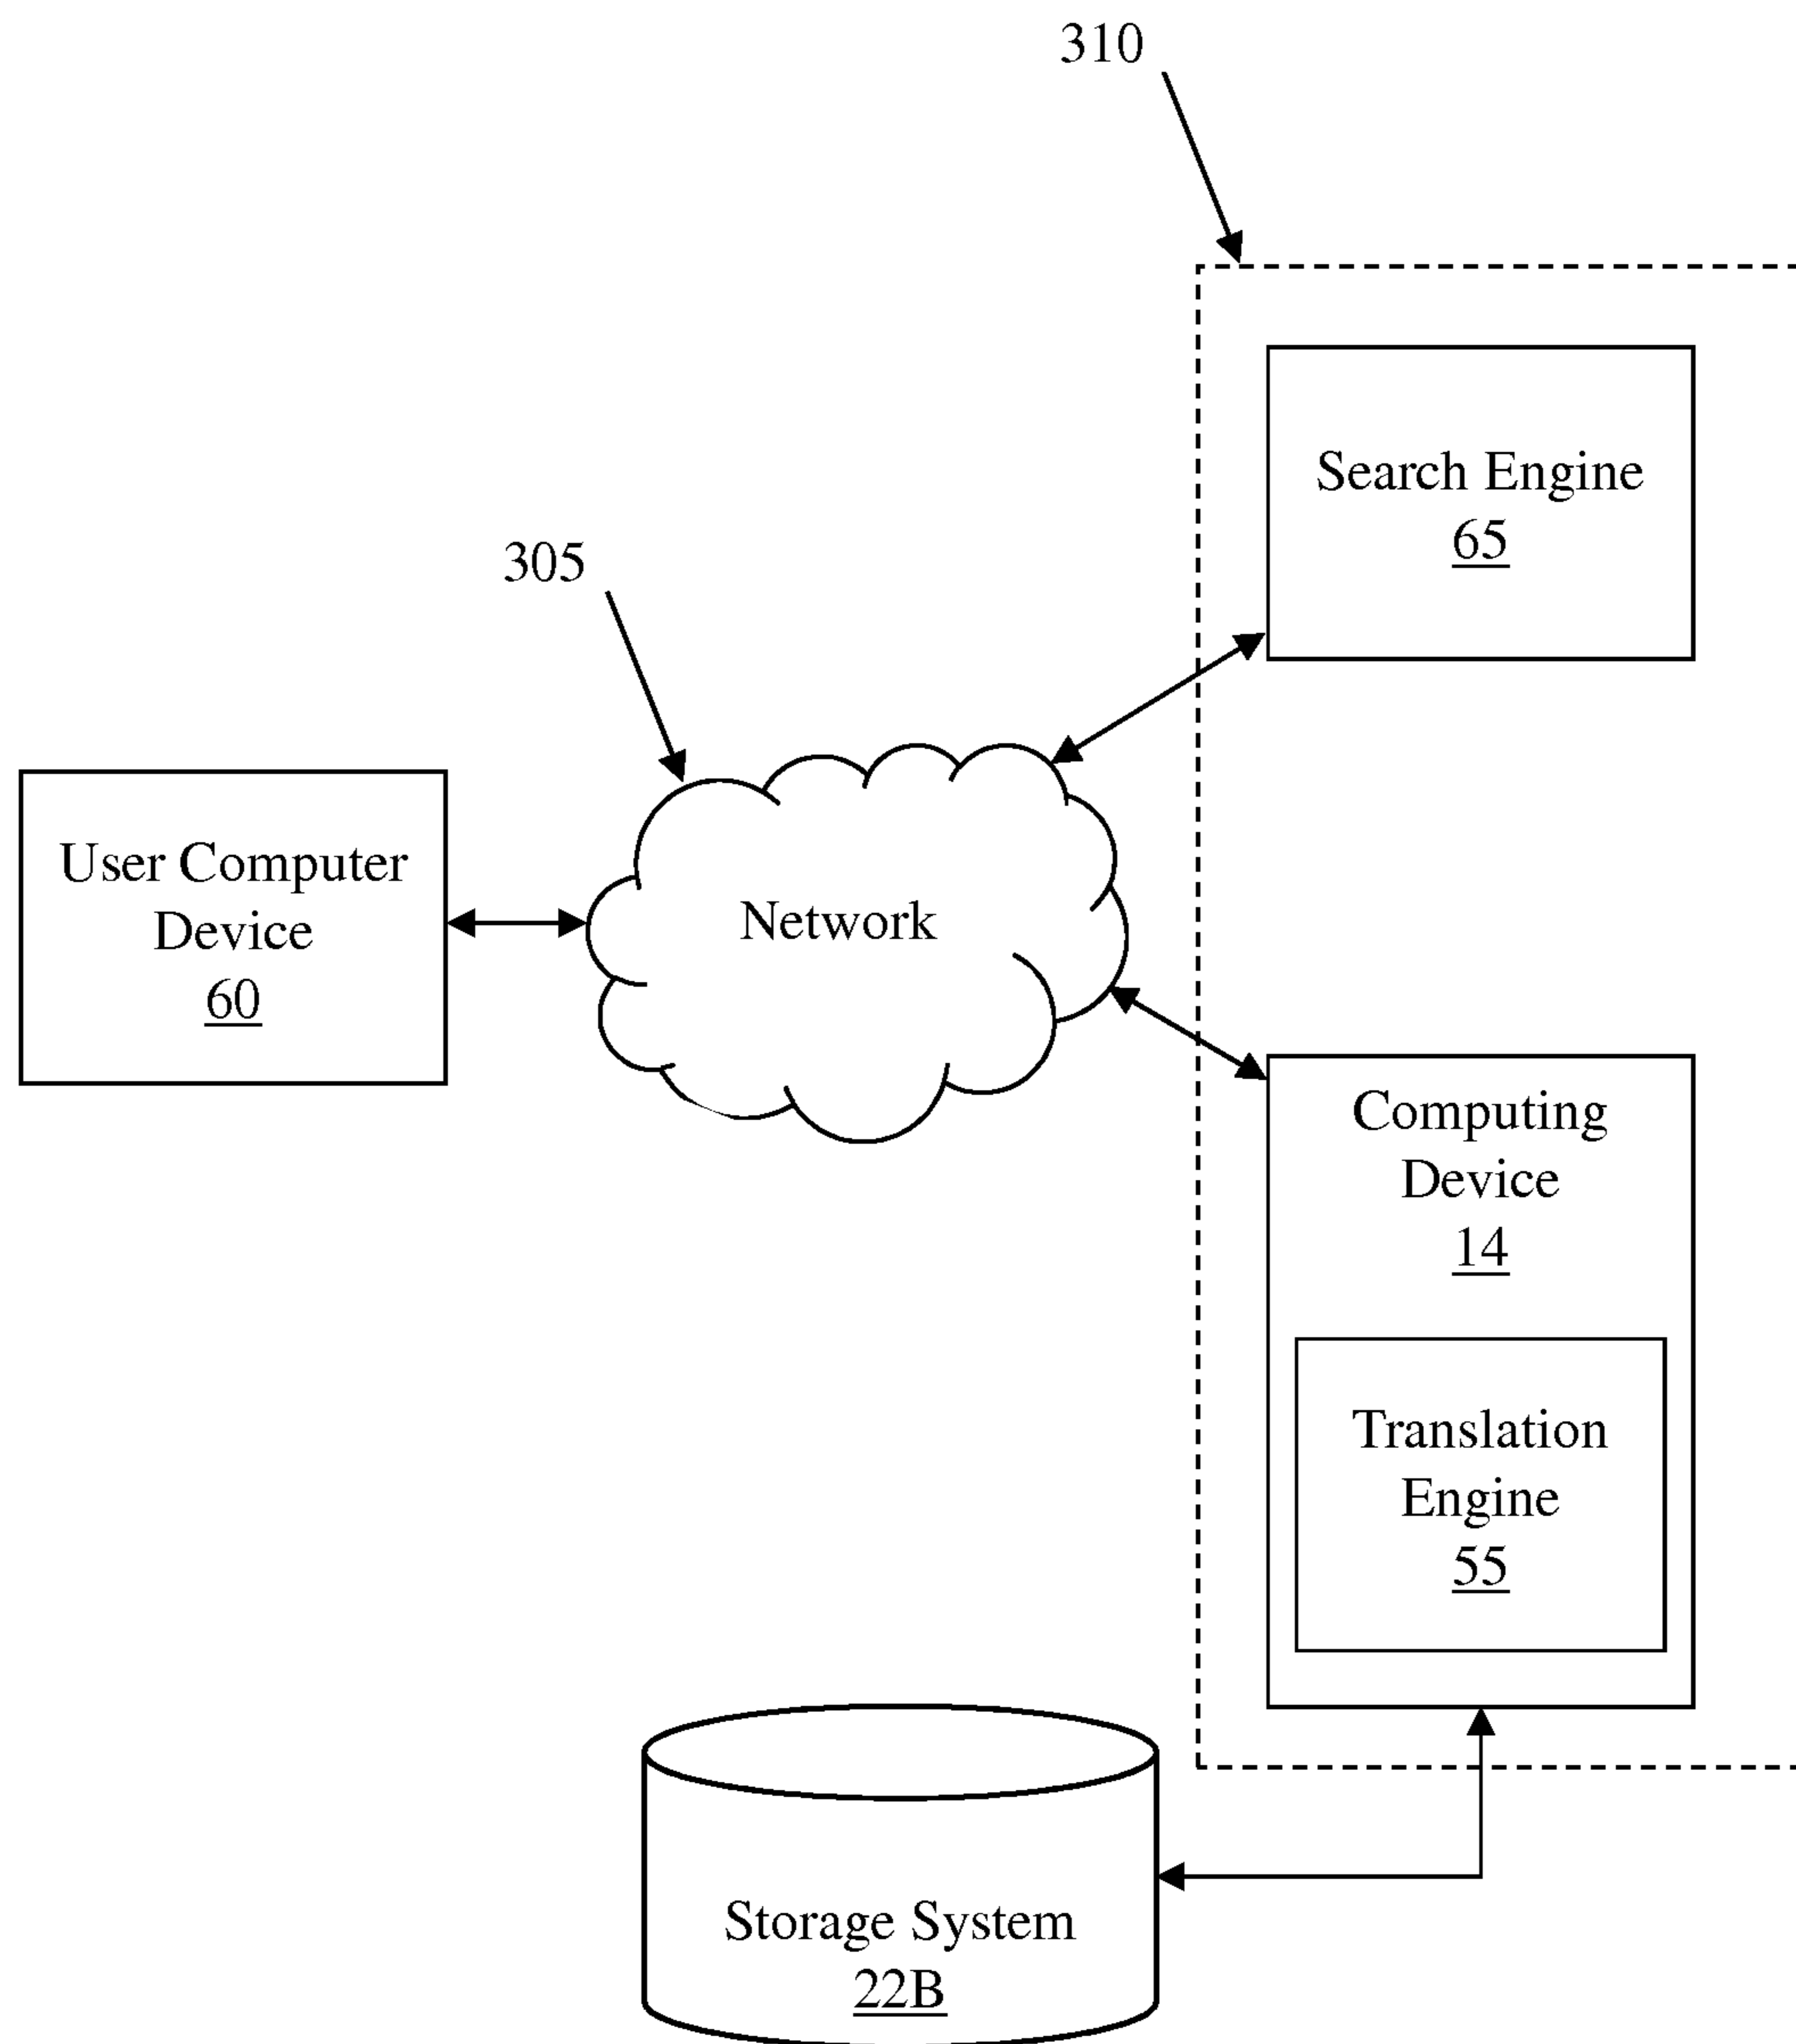 310
Search Engine
65
305
User Computer
Device
60
Network
Computing
Device
14
Translation
Engine
55
Storage System
22B